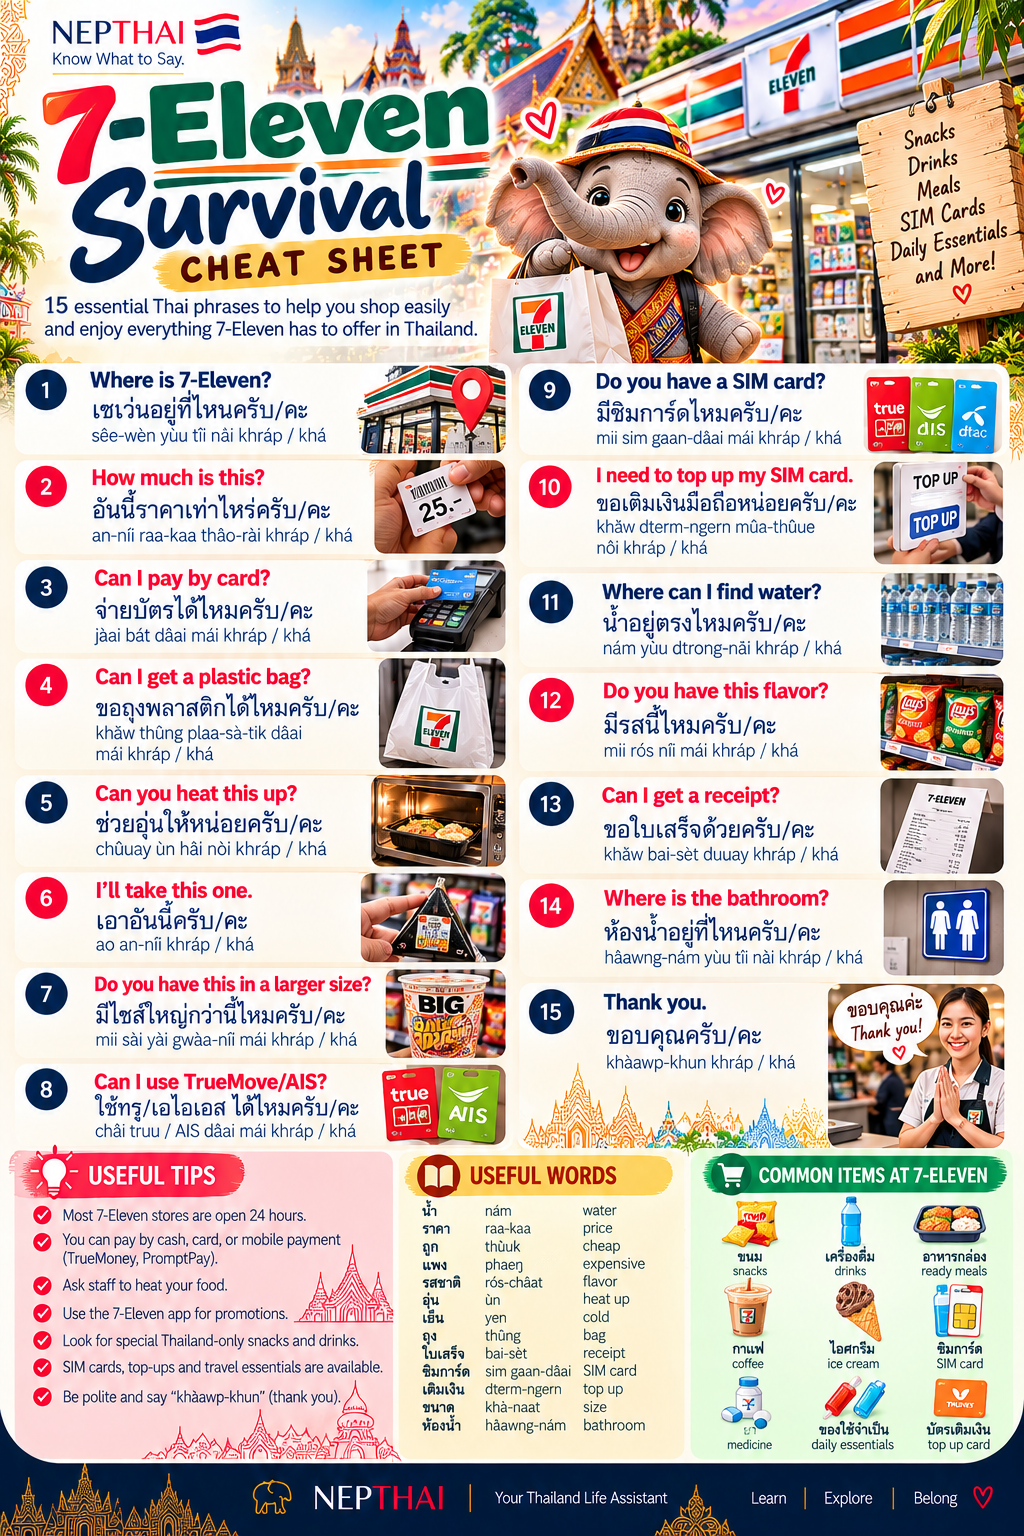 NEPTHAI
Know What to Say.
7-Eleven
Survival
CHEAT SHEET
15 essential Thai phrases to help you shop easily
and enjoy everything 7-Eleven has to offer in Thailand.
7
ELEVEN
7
ELEVEN
Snacks
Drinks
Meals
SIM Cards
Daily Essentials
and More!
1
Where is 7-Eleven?
เซเว่นอยู่ที่ไหนครับ/คะ
sêe-wèn yùu tîi nâi khráp / khá
2
How much is this?
อันนี้ราคาเท่าไหร่ครับ/คะ
an-níi raa-kaa thâo-rài khráp / khá
25.-
3
Can I pay by card?
จ่ายบัตรได้ไหมครับ/คะ
jàai bát dâai mái khráp / khá
4
Can I get a plastic bag?
ขอถุงพลาสติกได้ไหมครับ/คะ
khǎw thûng plaa-sà-tik dâai
mái khráp / khá
7
ELEVEN
5
Can you heat this up?
ช่วยอุ่นให้หน่อยครับ/คะ
chûuay ùn hâi nòi khráp / khá
6
I'll take this one.
เอาอันนี้ครับ/คะ
ao an-níi khráp / khá
7
Do you have this in a larger size?
มีไซส์ใหญ่กว่านี้ไหมครับ/คะ
mii sài yài gwàa-níi mái khráp / khá
BIG
8
Can I use TrueMove/AIS?
ใช้ทรู/เอไอเอส ได้ไหมครับ/คะ
châi truu / AIS dâai mái khráp / khá
true
AIS
9
Do you have a SIM card?
มีซิมการ์ดไหมครับ/คะ
mii sim gaan-dâai mái khráp / khá
true
dtac
10
I need to top up my SIM card.
ขอเติมเงินมือถือหน่อยครับ/คะ
khǎw dterm-ngern mûa-thûue
nôi khráp / khá
TOP UP
TOP UP
11
Where can I find water?
น้ำอยู่ตรงไหมครับ/คะ
nám yùu dtrong-nãi khráp / khá
12
Do you have this flavor?
มีรสนี้ไหมครับ/คะ
mii rós níi mái khráp / khá
Lay's
Lay's
13
Can I get a receipt?
ขอใบเสร็จด้วยครับ/คะ
khǎw bai-sèt duuay khráp / khá
7-ELEVEN
14
Where is the bathroom?
ห้องน้ำอยู่ที่ไหนครับ/คะ
hâawng-nám yùu tîi nài khráp / khá
15
Thank you.
ขอบคุณครับ/คะ
khàawp-khun khráp / khá
ขอบคุณค่ะ
Thank you!
USEFUL TIPS
Most 7-Eleven stores are open 24 hours.
You can pay by cash, card, or mobile payment
(TrueMoney, PromptPay).
Ask staff to heat your food.
Use the 7-Eleven app for promotions.
Look for special Thailand-only snacks and drinks.
SIM cards, top-ups and travel essentials are available.
Be polite and say “khàawp-khun” (thank you).
USEFUL WORDS
น้ำ nám water
ราคา raa-kaa price
ถูก thùuk cheap
แพง phaeŋ expensive
รสชาติ rós-châat flavor
อุ่น ùn heat up
เย็น yen cold
ถุง thûng bag
ใบเสร็จ bai-sèt receipt
ซิมการ์ด sim gaan-dâai SIM card
เติมเงิน dterm-ngern top up
ขนาด khà-naat size
ห้องน้ำ hâawng-nám bathroom
COMMON ITEMS AT 7-ELEVEN
ขนม เครื่องดื่ม อาหารกล่อง
snacks drinks ready meals
กาแฟ ไอศกรีม ซิมการ์ด
coffee ice cream SIM card
ยา ของใช้จำเป็น บัตรเติมเงิน
medicine daily essentials top up card
NEPTHAI
Your Thailand Life Assistant
Learn | Explore | Belong